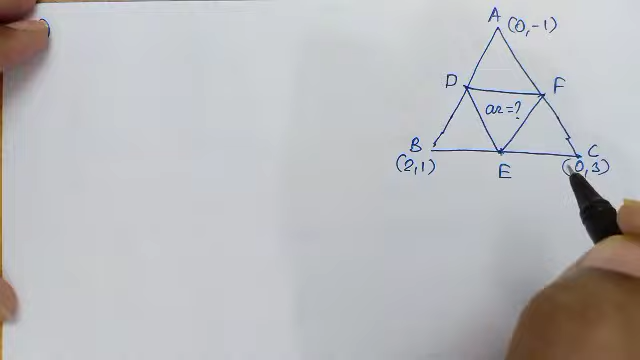 A (0,-1)
D F
ar=?
B C
(2,1) E (0,3)